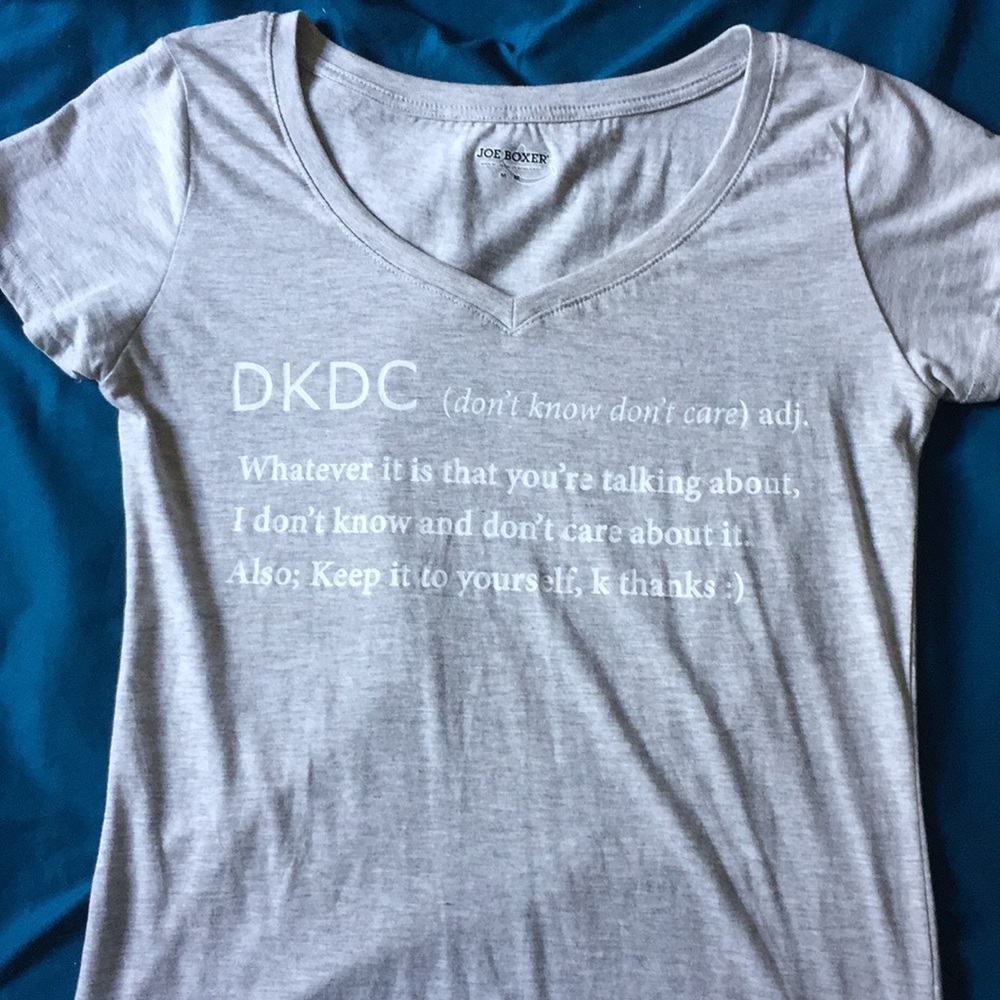 JOE BOXER
DKDC (don't know don't care) adj.
Whatever it is that you're talking about,
I don't know and don't care about it.
Also; Keep it to yourself, k thanks :)